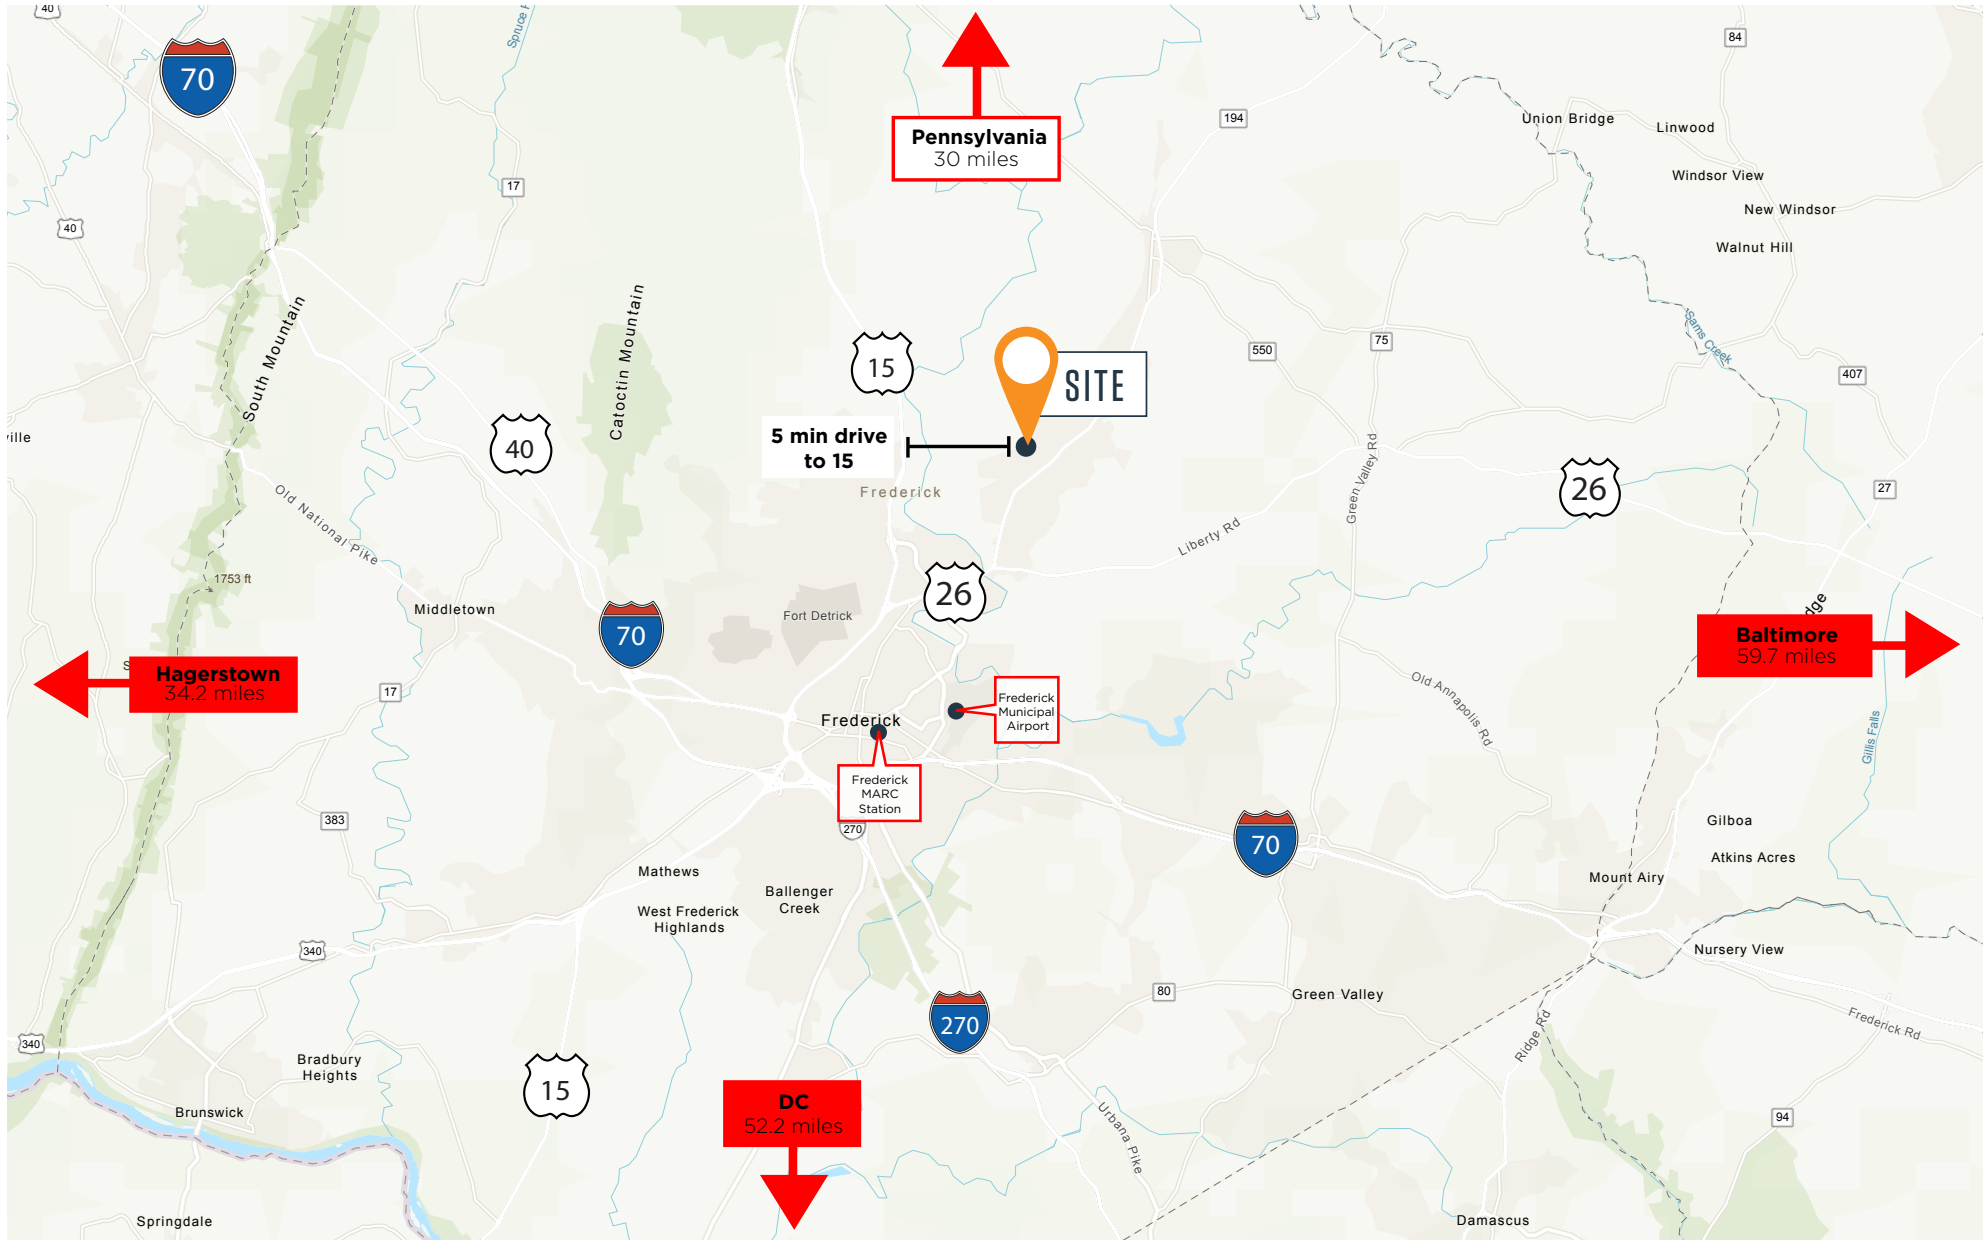 40
Spruce
70
84
Pennsylvania
30 miles
194
Union Bridge
Linwood
Windsor View
New Windsor
Walnut Hill
17
40
South Mountain
Catoctin Mountain
15
SITE
550
75
Sams Creek
407
ville
40
5 min drive
to 15
Frederick
Green Valley Rd
26
27
Old National Pike
Liberty Rd
1753 ft
Middletown
Fort Detrick
26
70
dge
Baltimore
59.7 miles
S
Hagerstown
34.2 miles
17
Old Annapolis Rd
Frederick
Municipal
Airport
Frederick
Gillis Falls
Frederick
MARC
Station
270
383
70
Gilboa
Atkins Acres
Mount Airy
Mathews
Ballenger
Creek
West Frederick
Highlands
340
Nursery View
80
Green Valley
270
Ridge Rd
Frederick Rd
340
Bradbury
Heights
15
Brunswick
DC
52.2 miles
Urbana Pike
94
Springdale
Damascus